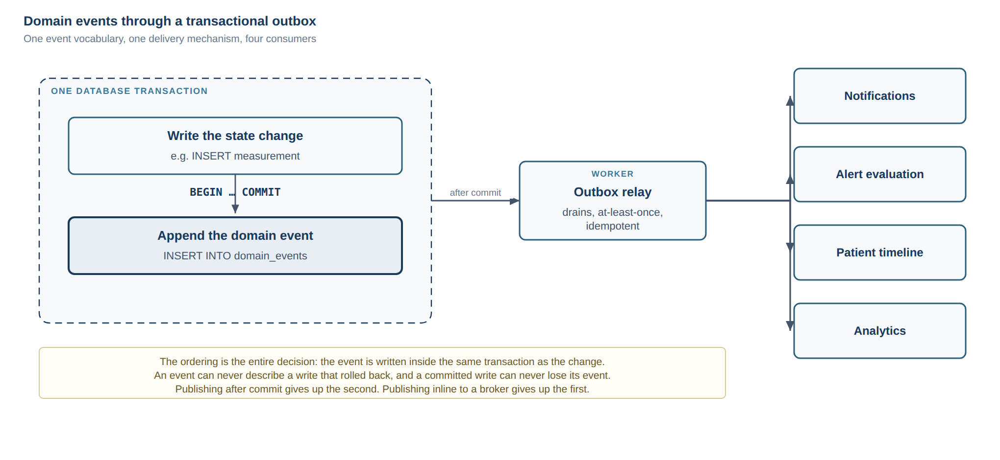 Domain events through a transactional outbox
One event vocabulary, one delivery mechanism, four consumers
ONE DATABASE TRANSACTION
Write the state change
e.g. INSERT measurement
BEGIN … COMMIT
Append the domain event
INSERT INTO domain_events
after commit
WORKER
Outbox relay
drains, at-least-once,
idempotent
Notifications
Alert evaluation
Patient timeline
Analytics
The ordering is the entire decision: the event is written inside the same transaction as the change.
An event can never describe a write that rolled back, and a committed write can never lose its event.
Publishing after commit gives up the second. Publishing inline to a broker gives up the first.